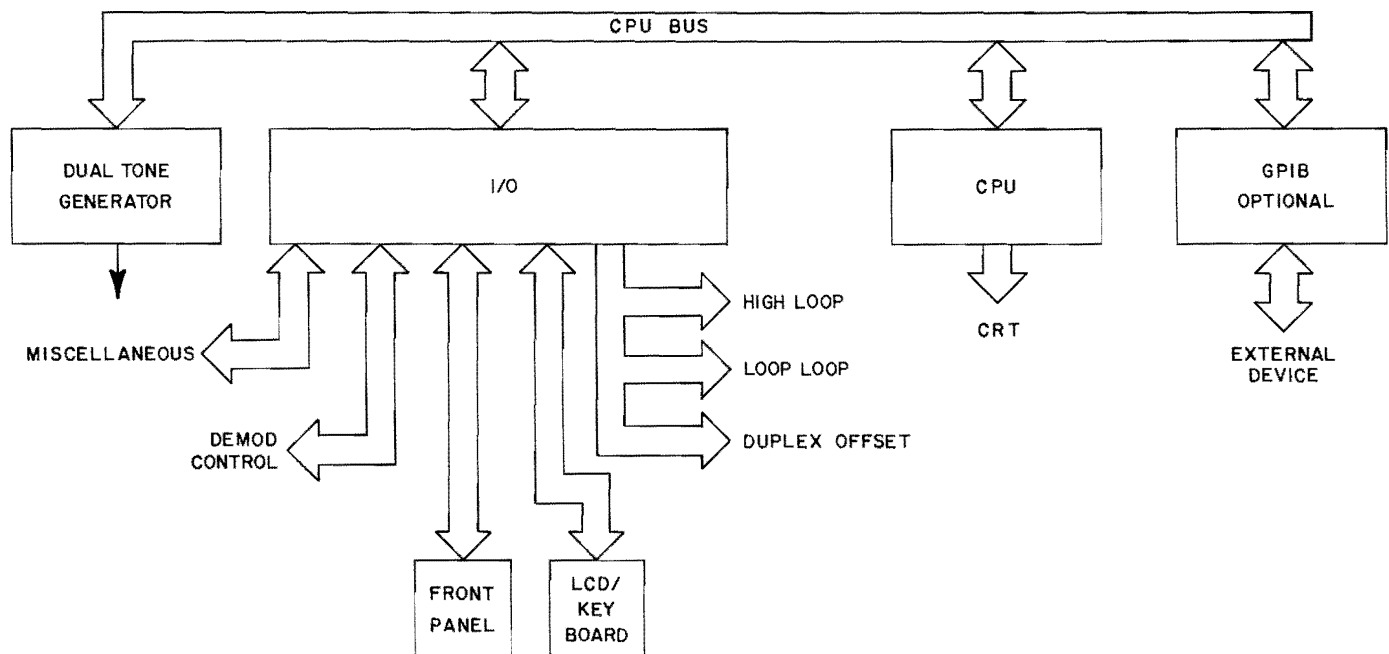 CPU BUS
DUAL TONE
GENERATOR
I/O
CPU
GPIB
OPTIONAL
HIGH LOOP
MISCELLANEOUS
CRT
LOOP LOOP
EXTERNAL
DEVICE
DEMOD
CONTROL
DUPLEX OFFSET
FRONT
PANEL
LCD/
KEY
BOARD